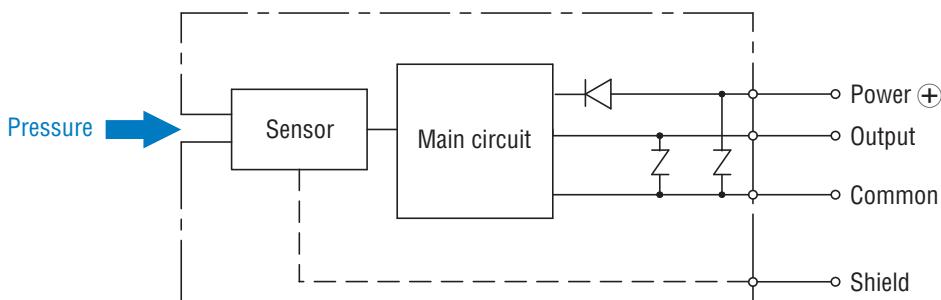 Pressure
Sensor
Main circuit
Power ⊕
Output
Common
Shield